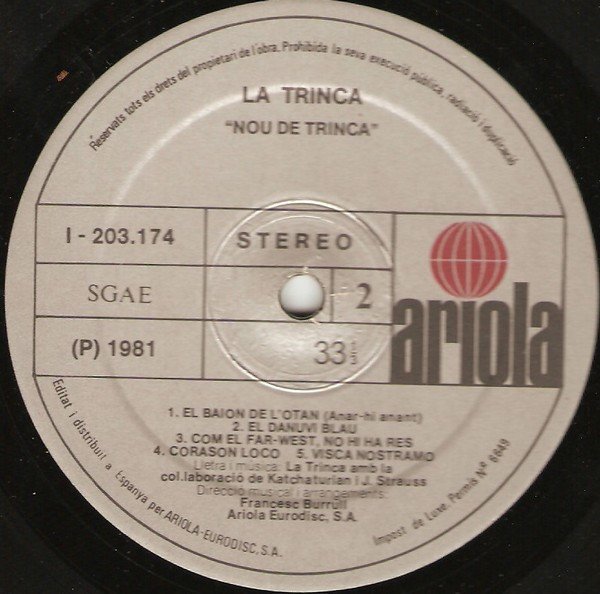 Reservats tots els drets del propietari de l'obra. Prohibida la seva execució pública, radiació i duplicació
LA TRINCA
"NOU DE TRINCA"
I - 203.174
STEREO
SGAE
2
ariola
(P) 1981
33 1/3
1. EL BAION DE L'OTAN (Anar-hi anant)
2. EL DANUVI BLAU
3. COM EL FAR-WEST, NO HI HA RES
4. CORASON LOCO 5. VISCA NOSTRAMO
Lletra i música: La Trinca amb la
col.laboració de Katchaturian i J. Strauss
Direcció musical i arrangements:
Francesc Burrull
Ariola Eurodisc, S.A.
Editat i distribuït a Espanya per ARIOLA-EURODISC, S.A.
Impost de Luxe. Permis N.º 6649